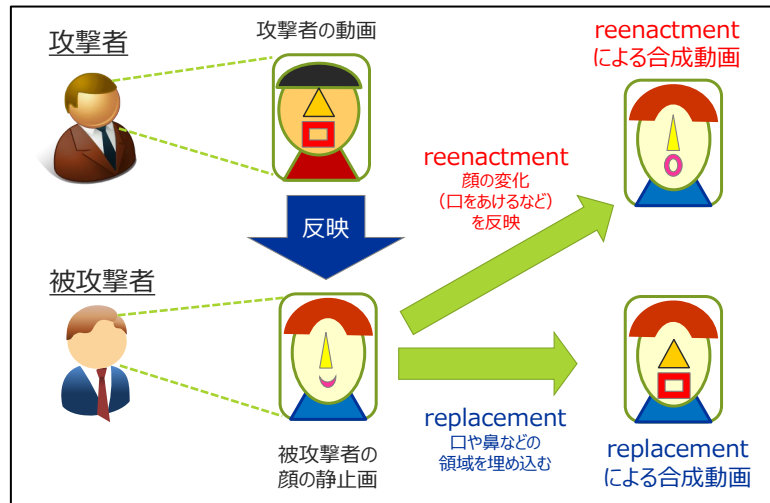 攻撃者
攻撃者の動画
reenactment
による合成動画
reenactment
顔の変化
（口をあけるなど）
を反映
反映
被攻撃者
被攻撃者の
顔の静止画
replacement
口や鼻などの
領域を埋め込む
replacement
による合成動画